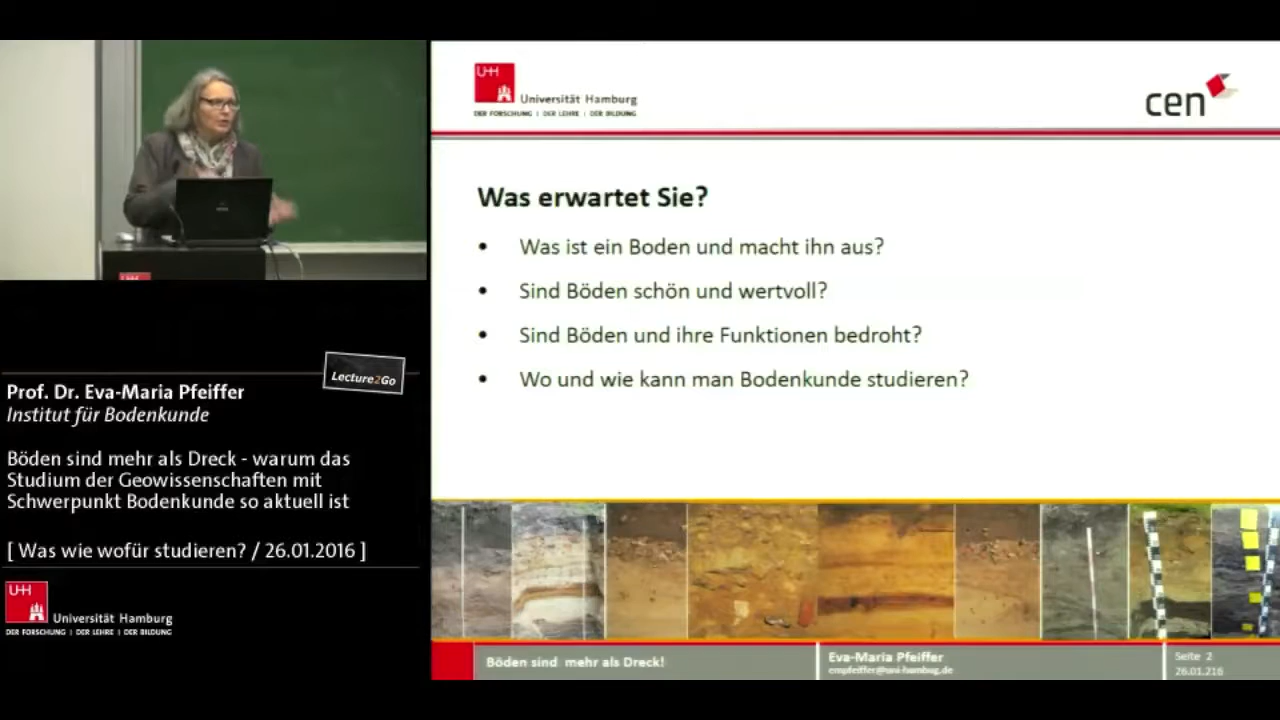 UHH
Universität Hamburg
DER FORSCHUNG | DER LEHRE | DER BILDUNG
cen
Was erwartet Sie?
• Was ist ein Boden und macht ihn aus?
• Sind Böden schön und wertvoll?
• Sind Böden und ihre Funktionen bedroht?
• Wo und wie kann man Bodenkunde studieren?
Böden sind mehr als Dreck!
Eva-Maria Pfeiffer
Seite 2
26.01.216
Lecture2Go
Prof. Dr. Eva-Maria Pfeiffer
Institut für Bodenkunde
Böden sind mehr als Dreck - warum das
Studium der Geowissenschaften mit
Schwerpunkt Bodenkunde so aktuell ist
[ Was wie wofür studieren? / 26.01.2016 ]
UHH
Universität Hamburg
DER FORSCHUNG | DER LEHRE | DER BILDUNG